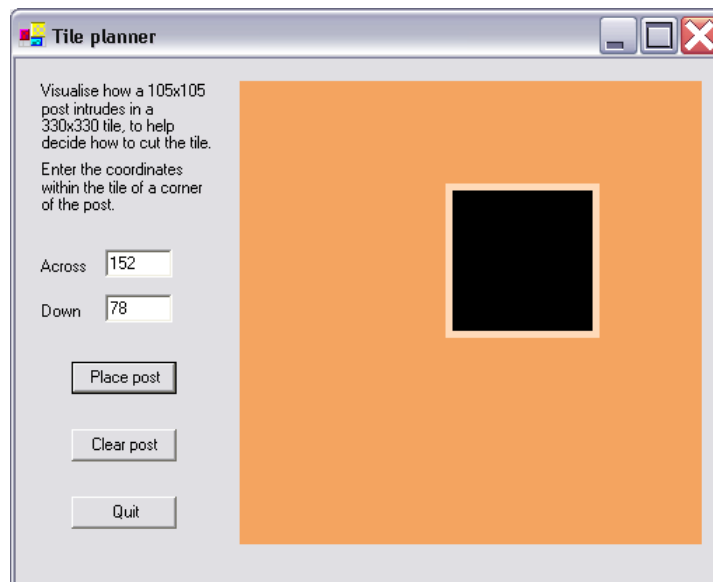 Tile planner
Visualise how a 105x105
post intrudes in a
330x330 tile, to help
decide how to cut the tile.
Enter the coordinates
within the tile of a corner
of the post.
Across 152
Down 78
Place post
Clear post
Quit